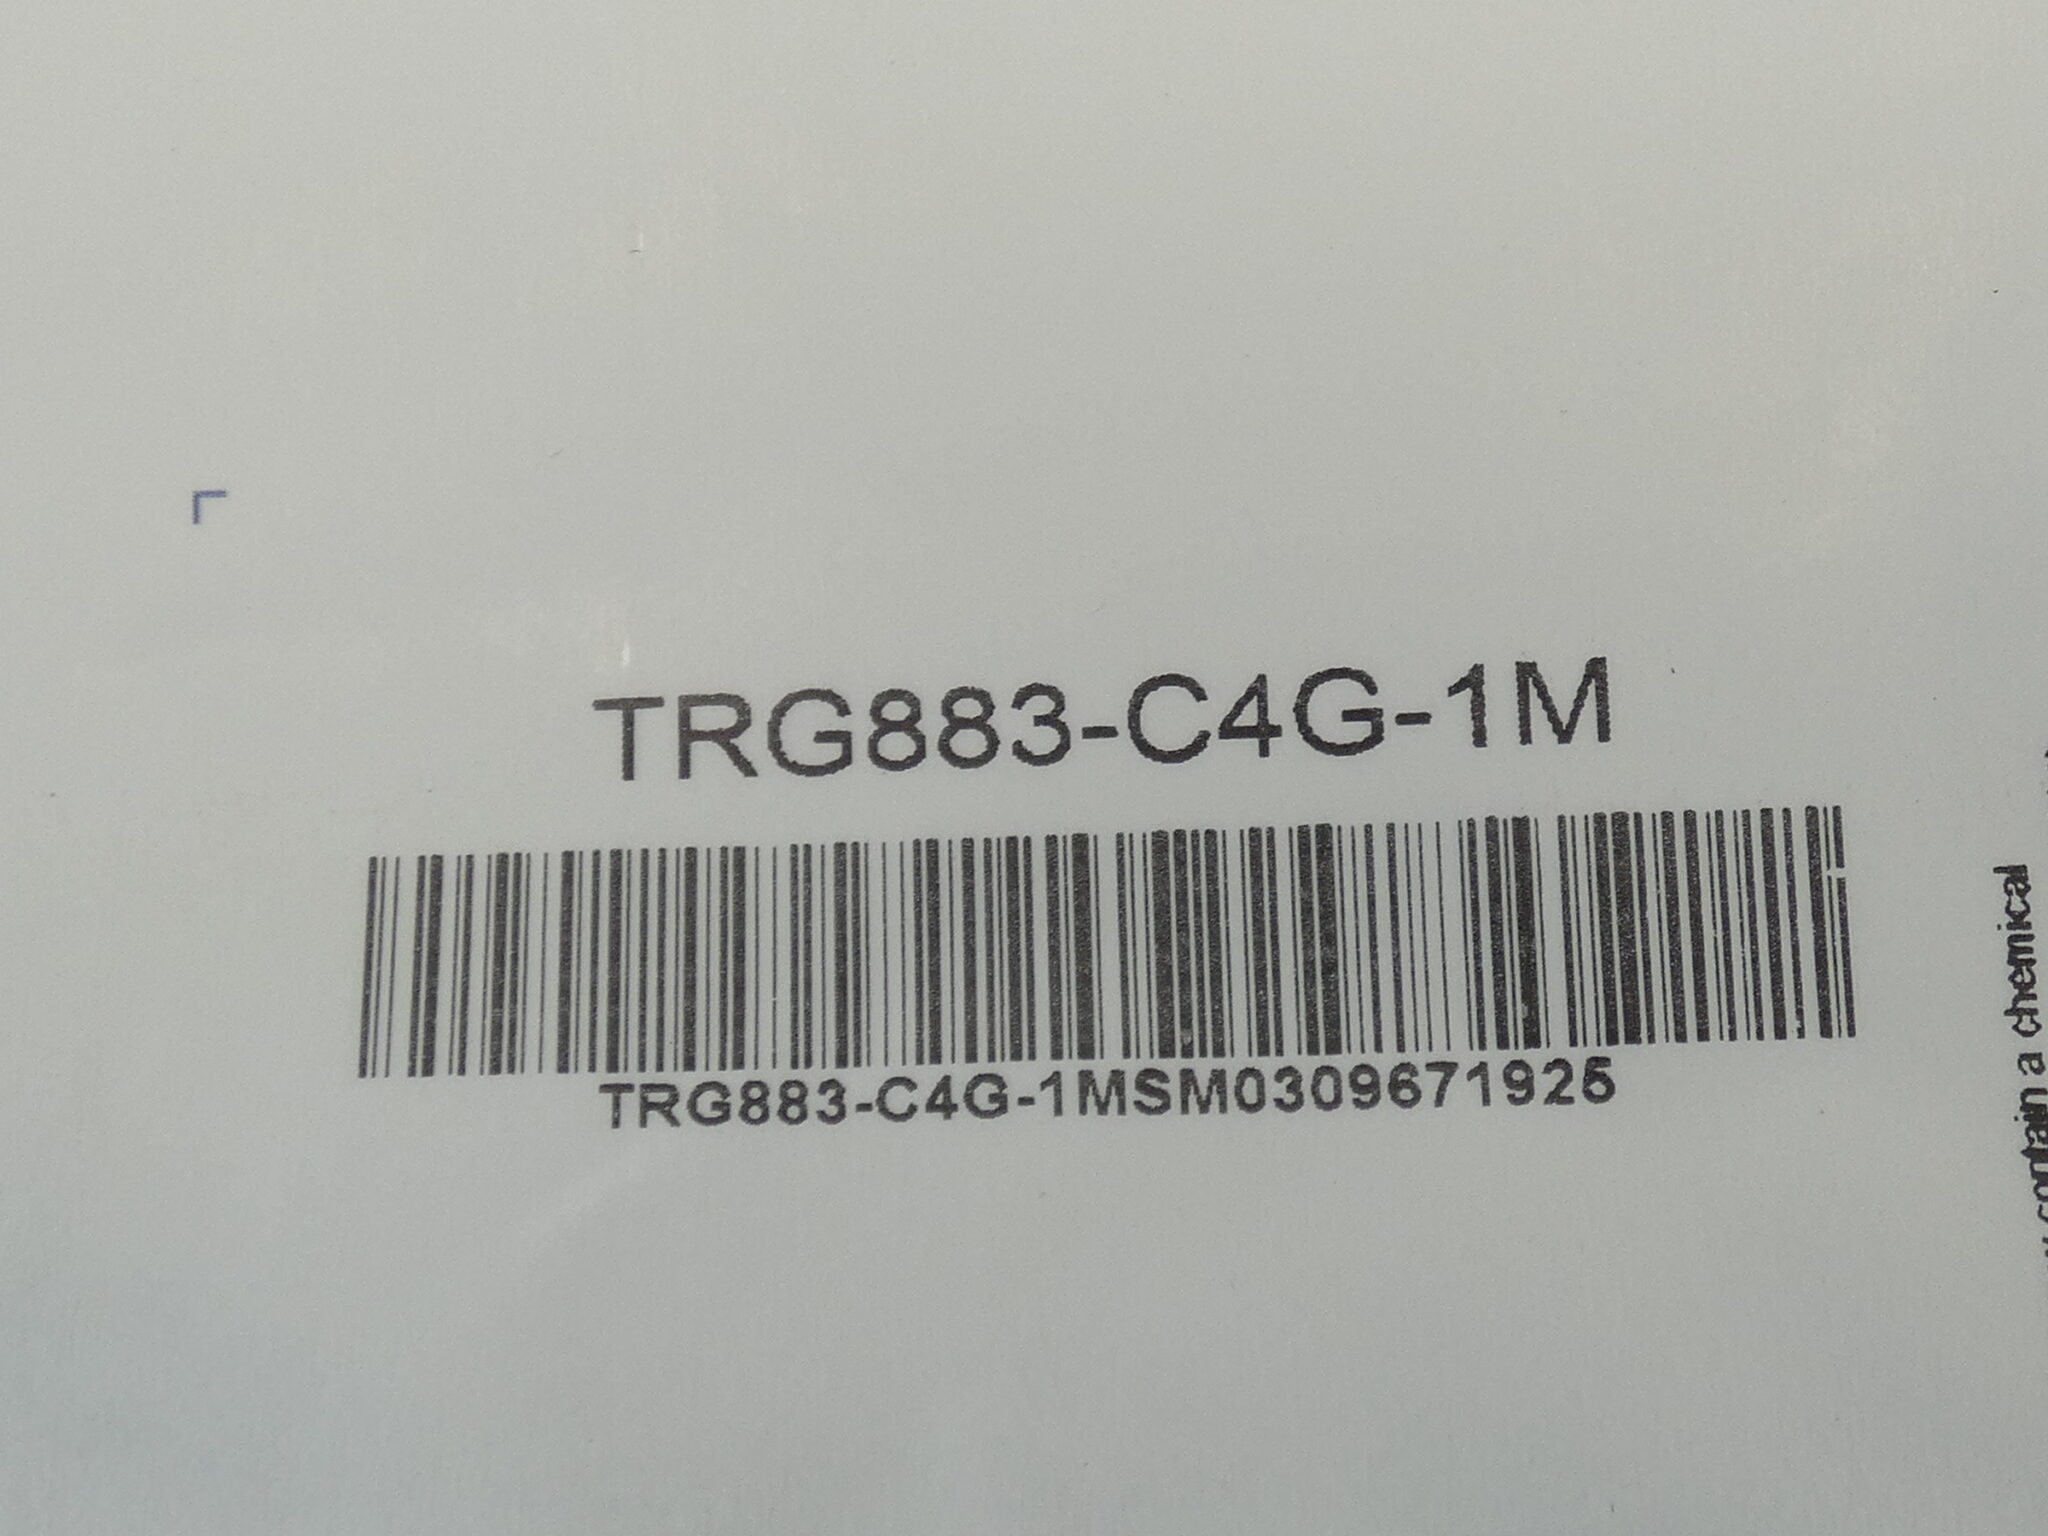 TRG883-C4G-1M
TRG883-C4G-1MSM0309671925
contain a chemical